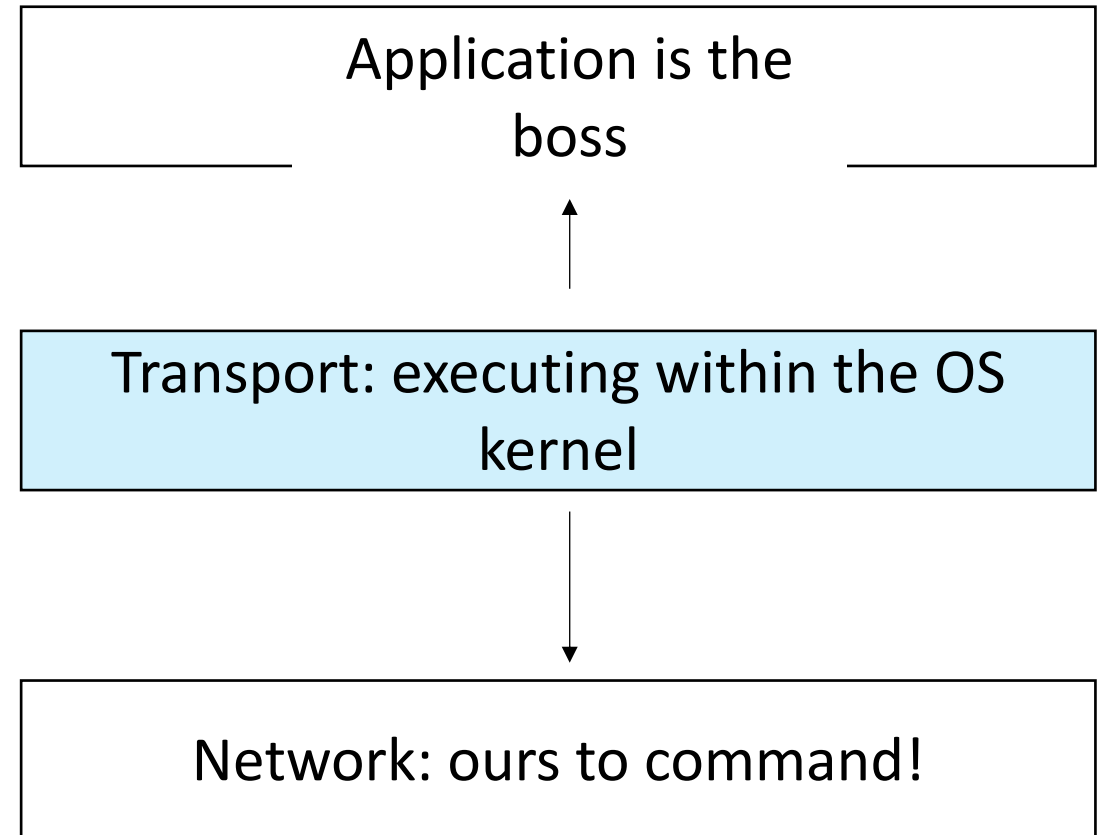 Application is the
boss
Transport: executing within the OS
kernel
Network: ours to command!